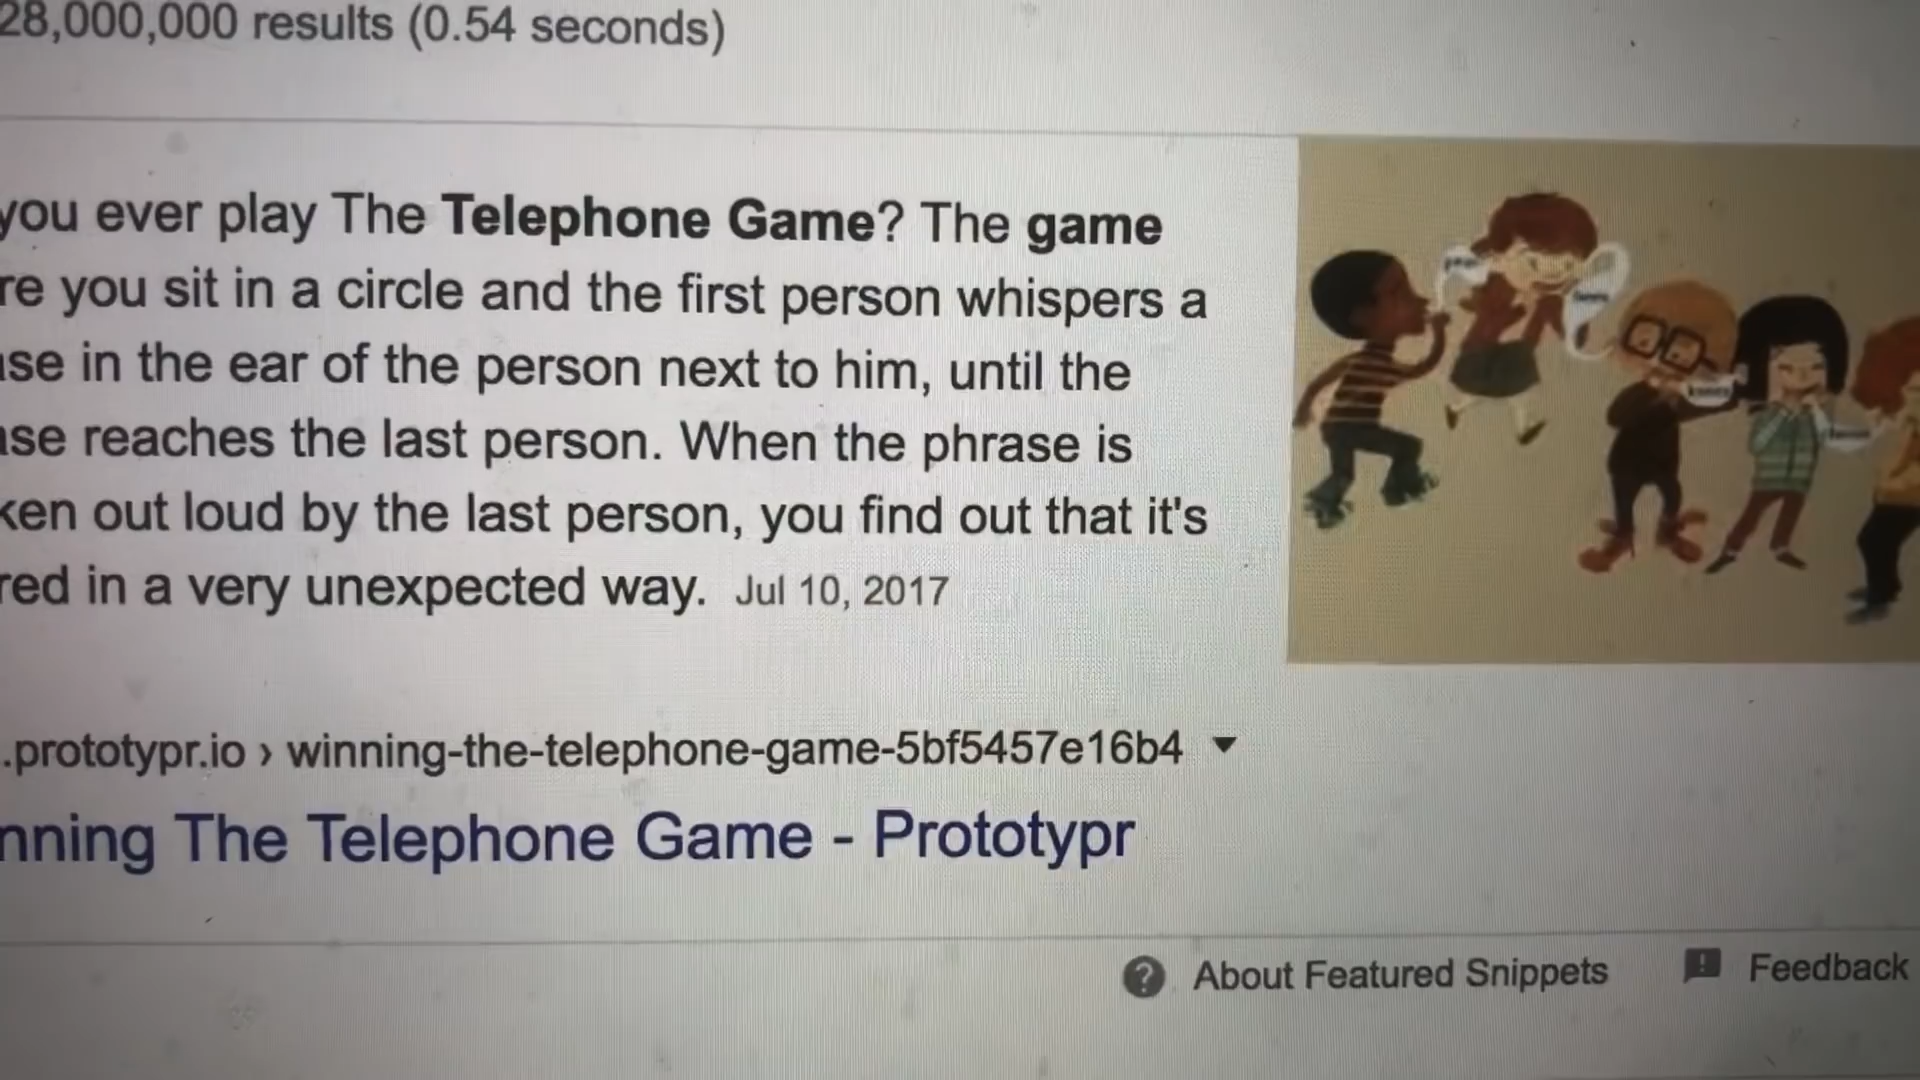 28,000,000 results (0.54 seconds)
you ever play The Telephone Game? The game
re you sit in a circle and the first person whispers a
se in the ear of the person next to him, until the
se reaches the last person. When the phrase is
ken out loud by the last person, you find out that it's
red in a very unexpected way. Jul 10, 2017
.prototypr.io › winning-the-telephone-game-5bf5457e16b4
nning The Telephone Game - Prototypr
About Featured Snippets
Feedback